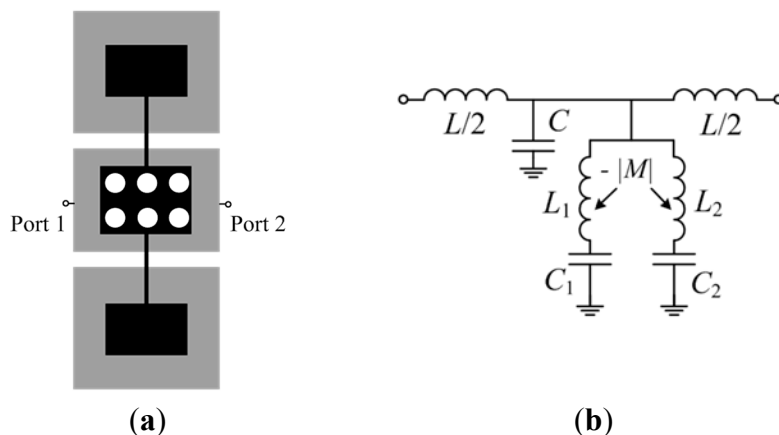 Port 1
Port 2
(a)
L/2
C
L/2
- |M|
L₁
L₂
C₁
C₂
(b)